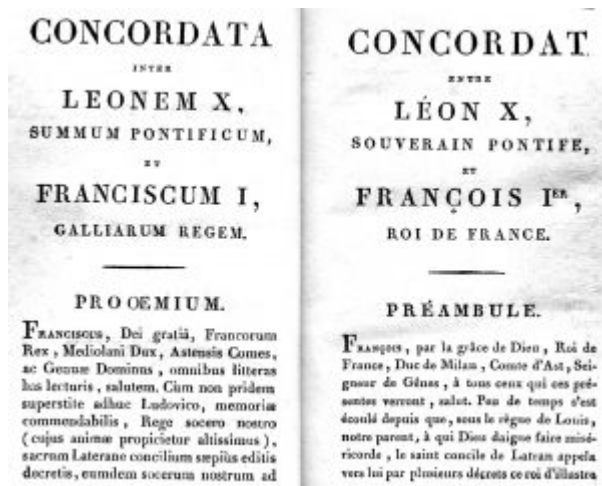 CONCORDATA
INTER
LEONEM X,
SUMMUM PONTIFICUM,
ET
FRANCISCUM I,
GALLIARUM REGEM.
PROOEMIUM.
FRANCISCUS, Dei gratiâ, Francorum
Rex, Mediolani Dux, Astensis Comes,
ac Genuæ Dominus, omnibus litteras
has lecturis, salutem. Cùm non pridem
superstite adhuc Ludovico, memoriæ
commendabilis, Rege socero nostro
(cujus animæ propicietur altissimus),
sacrum Laterane concilium sæpiùs editis
decretis, eumdem socerum nostrum ad
CONCORDAT
ENTRE
LÉON X,
SOUVERAIN PONTIFE,
ET
FRANÇOIS IER,
ROI DE FRANCE.
PRÉAMBULE.
FRANÇOIS, par la grâce de Dieu, Roi de
France, Duc de Milan, Comte d'Ast, Sei-
gneur de Gênes, à tous ceux qui ces pré-
sentes verront, salut. Peu de temps s'est
écoulé depuis que, sous le règne de Louis,
notre parent, à qui Dieu daigne faire misé-
ricorde, le saint concile de Latran appela
vers lui par plusieurs décrets ce roi d'illustre